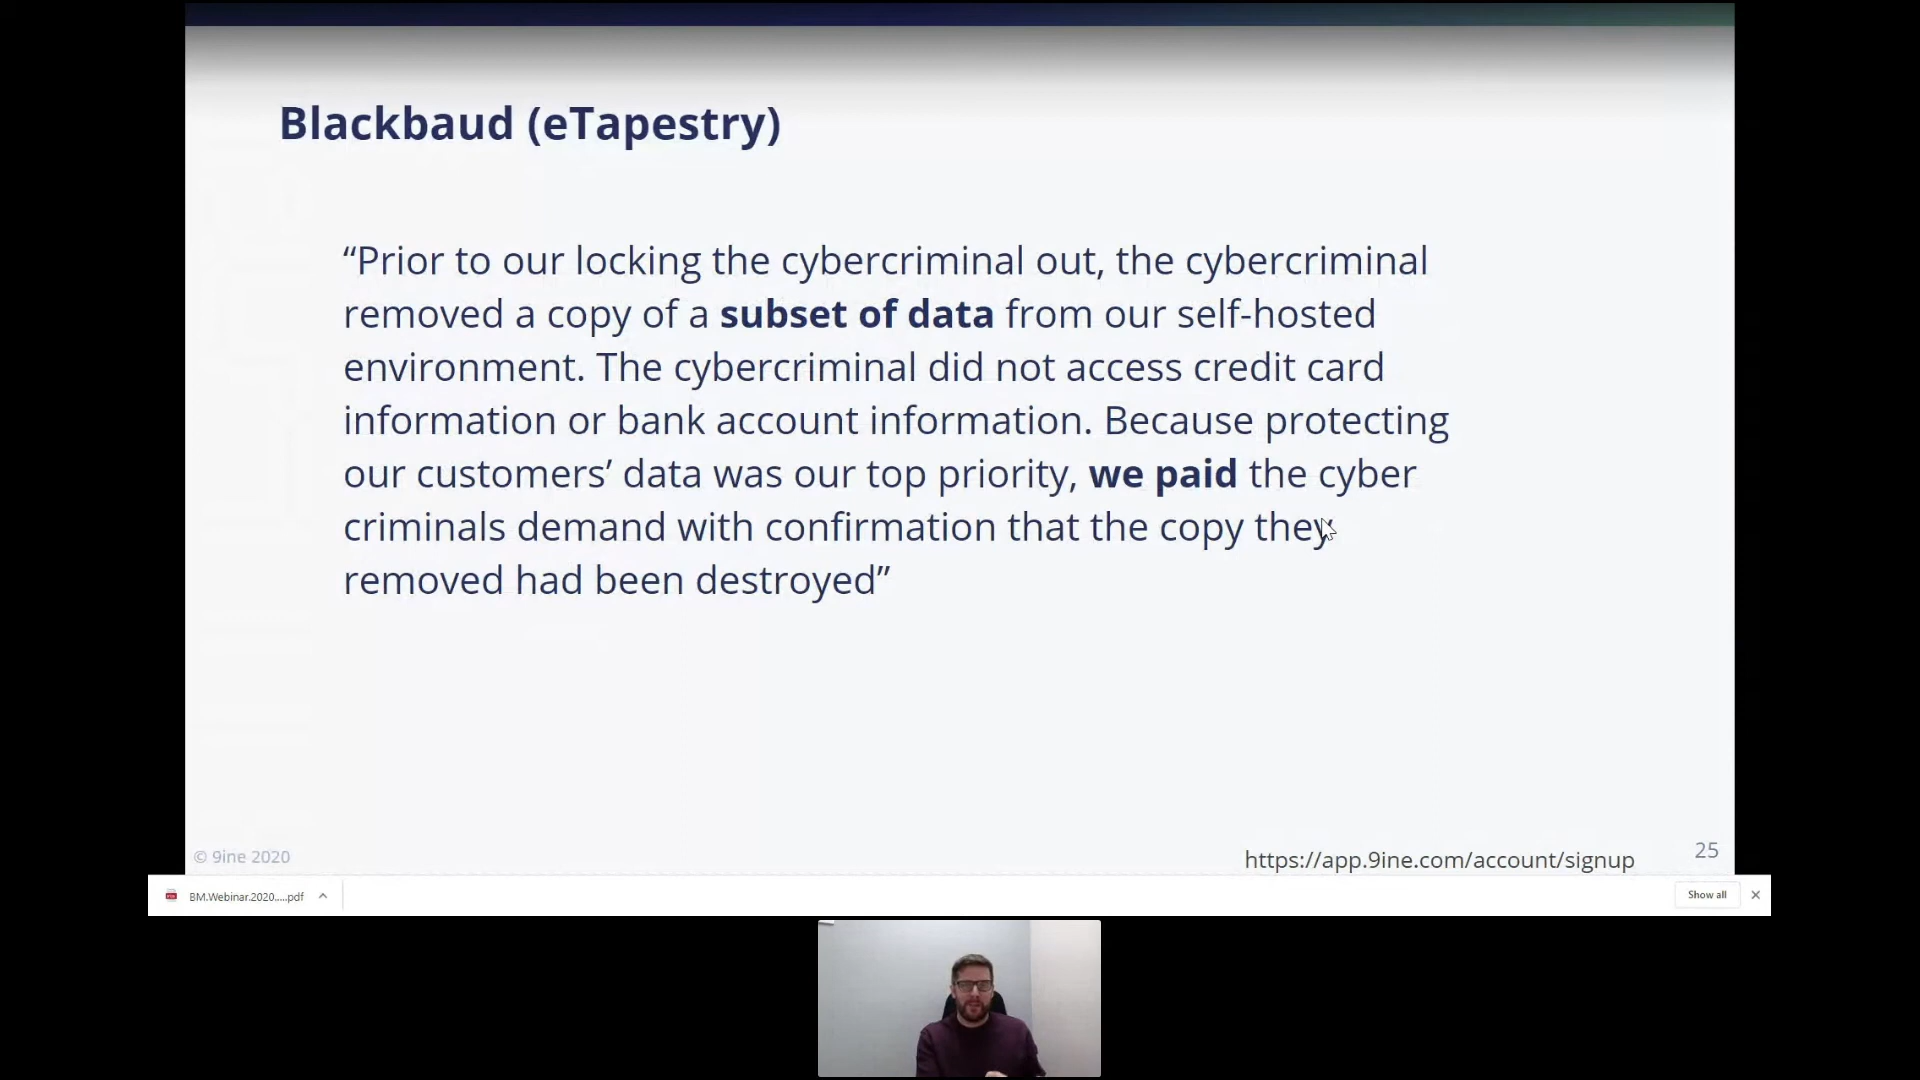 Blackbaud (eTapestry)
“Prior to our locking the cybercriminal out, the cybercriminal
removed a copy of a subset of data from our self-hosted
environment. The cybercriminal did not access credit card
information or bank account information. Because protecting
our customers’ data was our top priority, we paid the cyber
criminals demand with confirmation that the copy they
removed had been destroyed”
© 9ine 2020
https://app.9ine.com/account/signup
25
BM.Webinar.2020.....pdf
Show all